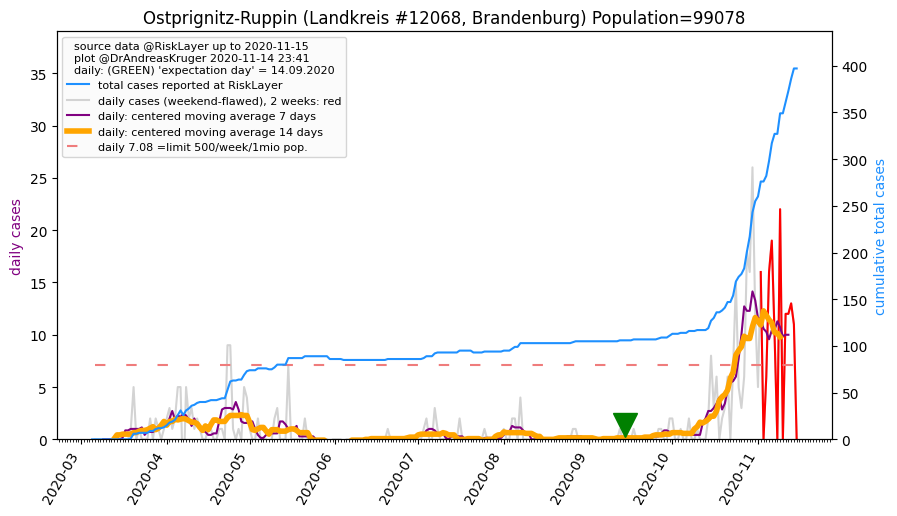 Ostprignitz-Ruppin (Landkreis #12068, Brandenburg) Population=99078
source data @RiskLayer up to 2020-11-15
plot @DrAndreasKruger 2020-11-14 23:41
daily: (GREEN) 'expectation day' = 14.09.2020
total cases reported at RiskLayer
daily cases (weekend-flawed), 2 weeks: red
daily: centered moving average 7 days
daily: centered moving average 14 days
daily 7.08 =limit 500/week/1mio pop.
daily cases
35
30
25
20
15
10
5
0
cumulative total cases
400
350
300
250
200
150
100
50
0
2020-03
2020-04
2020-05
2020-06
2020-07
2020-08
2020-09
2020-10
2020-11